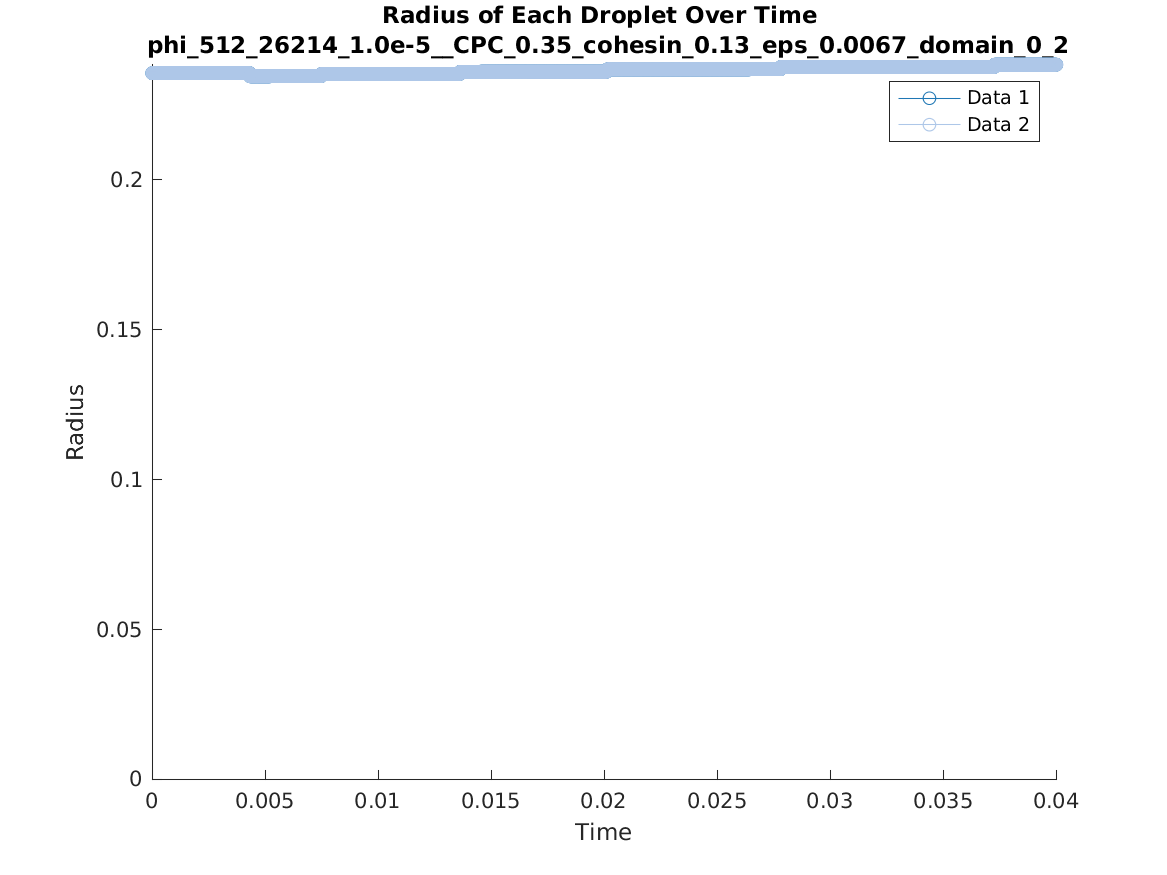 Radius of Each Droplet Over Time
phi_512_26214_1.0e-5__CPC_0.35_cohesin_0.13_eps_0.0067_domain_0_2
Data 1
Data 2
0.2
0.15
0.1
0.05
0
Radius
0 0.005 0.01 0.015 0.02 0.025 0.03 0.035 0.04
Time